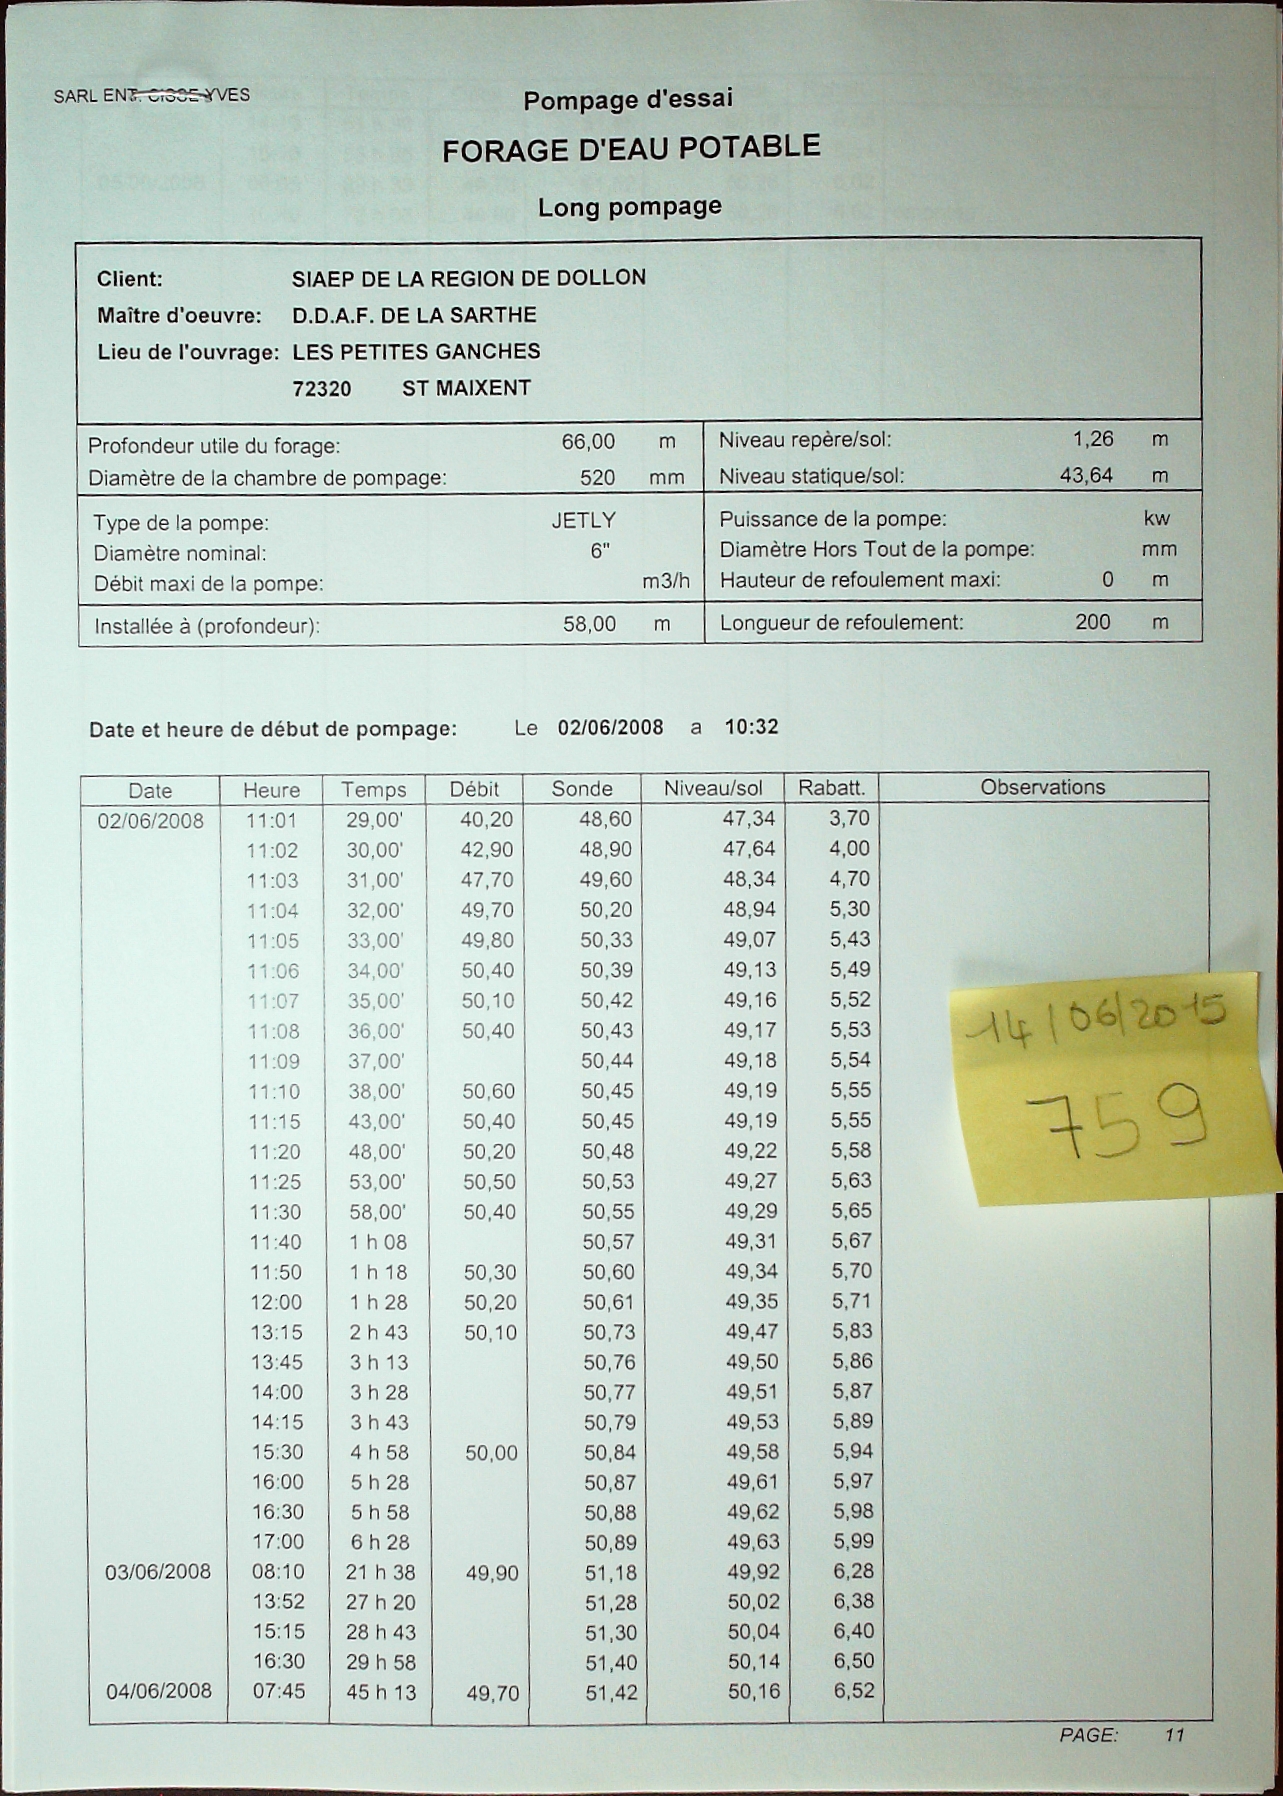 SARL ENT. CISSE YVES
Pompage d'essai
FORAGE D'EAU POTABLE
Long pompage
Client: SIAEP DE LA REGION DE DOLLON
Maître d'oeuvre: D.D.A.F. DE LA SARTHE
Lieu de l'ouvrage: LES PETITES GANCHES
72320 ST MAIXENT
Profondeur utile du forage: 66,00 m Niveau repère/sol: 1,26 m
Diamètre de la chambre de pompage: 520 mm Niveau statique/sol: 43,64 m
Type de la pompe: JETLY Puissance de la pompe: kw
Diamètre nominal: 6" Diamètre Hors Tout de la pompe: mm
Débit maxi de la pompe: m3/h Hauteur de refoulement maxi: 0 m
Installée à (profondeur): 58,00 m Longueur de refoulement: 200 m
Date et heure de début de pompage: Le 02/06/2008 a 10:32
Date Heure Temps Débit Sonde Niveau/sol Rabatt. Observations
02/06/2008 11:01 29,00' 40,20 48,60 47,34 3,70
11:02 30,00' 42,90 48,90 47,64 4,00
11:03 31,00' 47,70 49,60 48,34 4,70
11:04 32,00' 49,70 50,20 48,94 5,30
11:05 33,00' 49,80 50,33 49,07 5,43
11:06 34,00' 50,40 50,39 49,13 5,49
11:07 35,00' 50,10 50,42 49,16 5,52
11:08 36,00' 50,40 50,43 49,17 5,53
11:09 37,00' 50,44 49,18 5,54
11:10 38,00' 50,60 50,45 49,19 5,55
11:15 43,00' 50,40 50,45 49,19 5,55
11:20 48,00' 50,20 50,48 49,22 5,58
11:25 53,00' 50,50 50,53 49,27 5,63
11:30 58,00' 50,40 50,55 49,29 5,65
11:40 1 h 08 50,57 49,31 5,67
11:50 1 h 18 50,30 50,60 49,34 5,70
12:00 1 h 28 50,20 50,61 49,35 5,71
13:15 2 h 43 50,10 50,73 49,47 5,83
13:45 3 h 13 50,76 49,50 5,86
14:00 3 h 28 50,77 49,51 5,87
14:15 3 h 43 50,79 49,53 5,89
15:30 4 h 58 50,00 50,84 49,58 5,94
16:00 5 h 28 50,87 49,61 5,97
16:30 5 h 58 50,88 49,62 5,98
17:00 6 h 28 50,89 49,63 5,99
03/06/2008 08:10 21 h 38 49,90 51,18 49,92 6,28
13:52 27 h 20 51,28 50,02 6,38
15:15 28 h 43 51,30 50,04 6,40
16:30 29 h 58 51,40 50,14 6,50
04/06/2008 07:45 45 h 13 49,70 51,42 50,16 6,52
14/06/2015
759
PAGE: 11